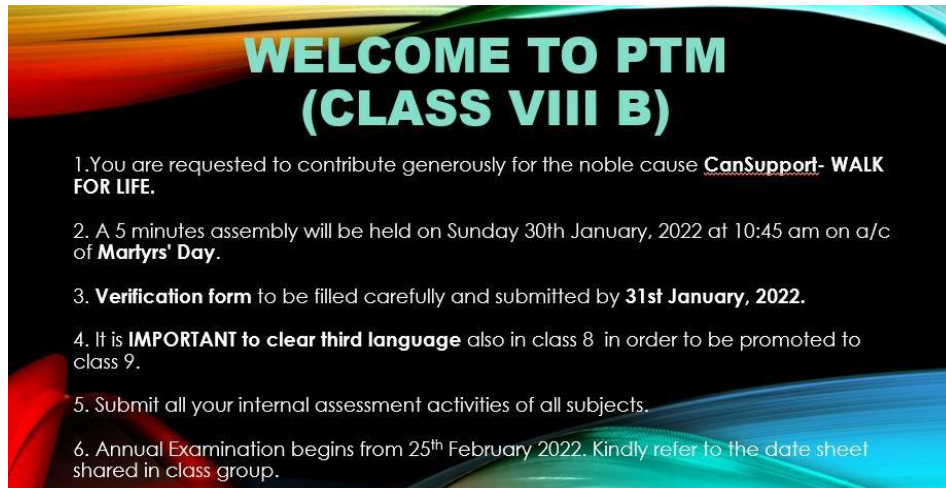 WELCOME TO PTM
(CLASS VIII B)
1.You are requested to contribute generously for the noble cause CanSupport- WALK
FOR LIFE.
2. A 5 minutes assembly will be held on Sunday 30th January, 2022 at 10:45 am on a/c
of Martyrs' Day.
3. Verification form to be filled carefully and submitted by 31st January, 2022.
4. It is IMPORTANT to clear third language also in class 8 in order to be promoted to
class 9.
5. Submit all your internal assessment activities of all subjects.
6. Annual Examination begins from 25th February 2022. Kindly refer to the date sheet
shared in class group.